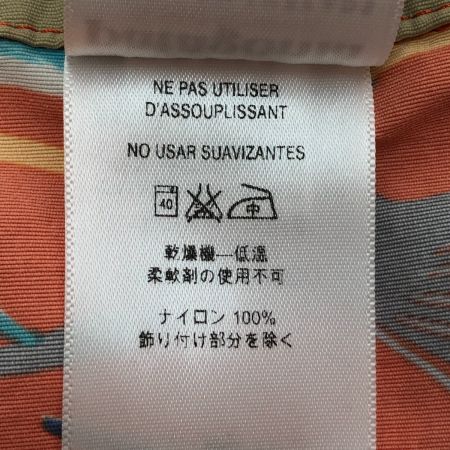 NE PAS UTILISER
D'ASSOUPLISSANT
NO USAR SUAVIZANTES
40 中
乾燥機—低温
柔軟剤の使用不可
ナイロン 100%
飾り付け部分を除く